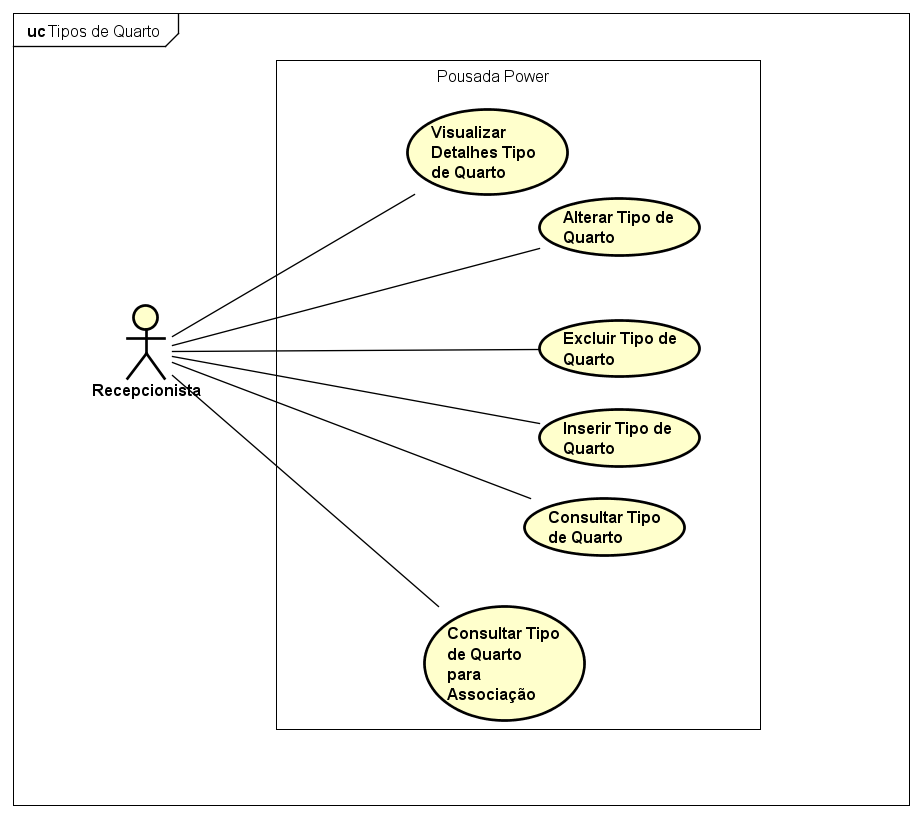 uc Tipos de Quarto
Pousada Power
Visualizar
Detalhes Tipo
de Quarto
Alterar Tipo de
Quarto
Excluir Tipo de
Quarto
Recepcionista
Inserir Tipo de
Quarto
Consultar Tipo
de Quarto
Consultar Tipo
de Quarto
para
Associação